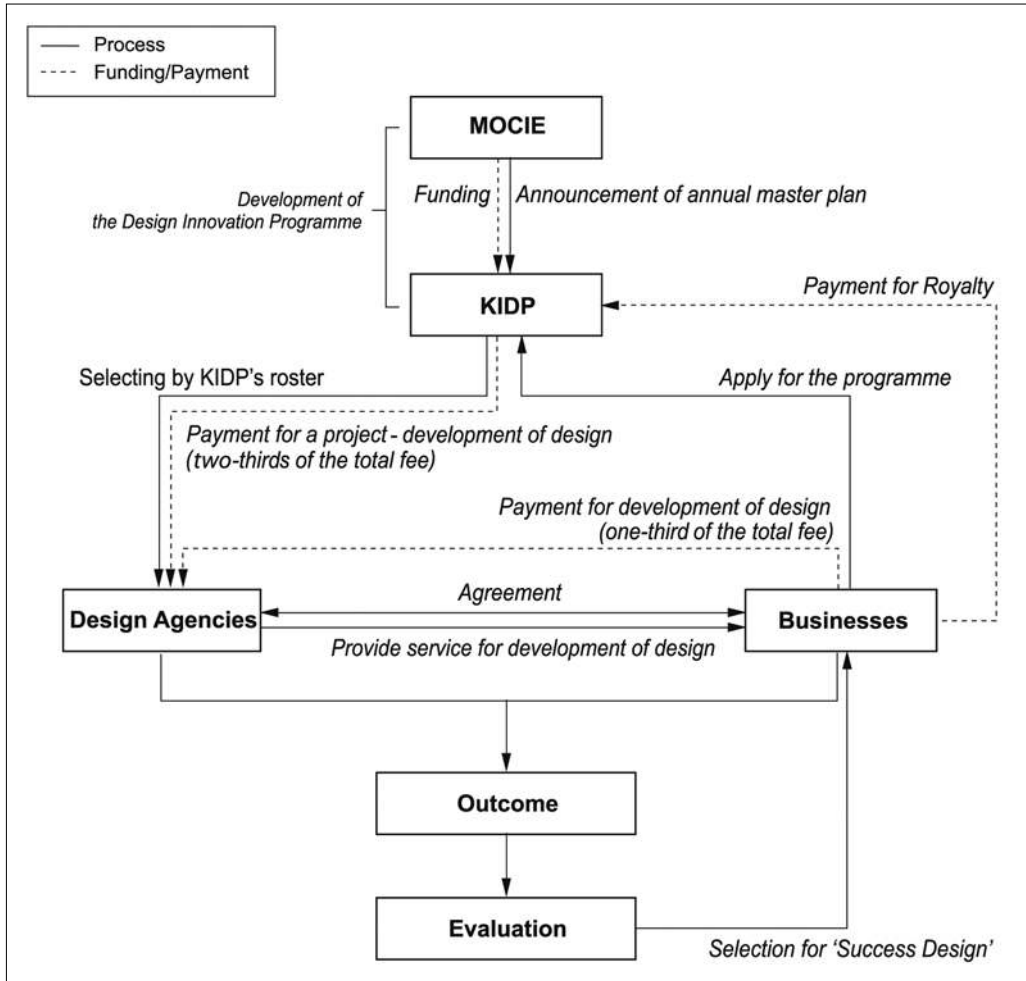 Process
Funding/Payment
MOCIE
Development of
the Design Innovation Programme
Funding
Announcement of annual master plan
KIDP
Payment for Royalty
Selecting by KIDP's roster
Apply for the programme
Payment for a project - development of design
(two-thirds of the total fee)
Payment for development of design
(one-third of the total fee)
Design Agencies
Agreement
Businesses
Provide service for development of design
Outcome
Evaluation
Selection for ‘Success Design’